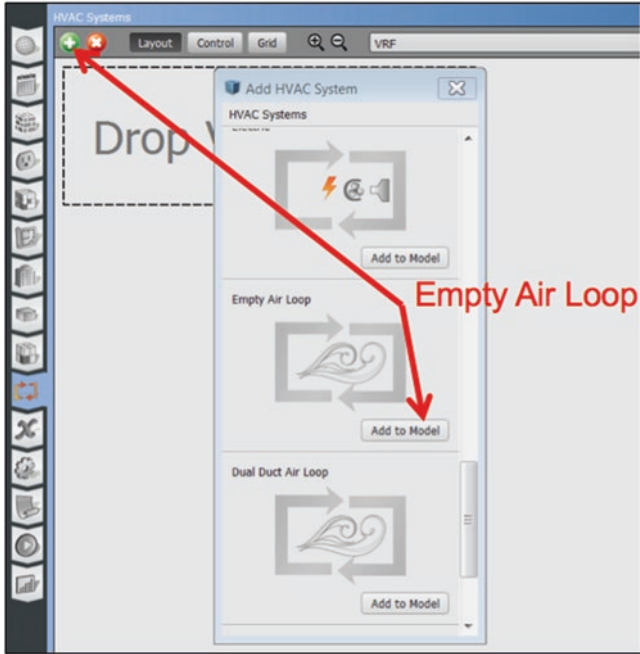 HVAC Systems
Layout Control Grid VRF
Add HVAC System
HVAC Systems
Drop
Electric
Add to Model
Empty Air Loop
Empty Air Loop
Add to Model
Dual Duct Air Loop
Add to Model